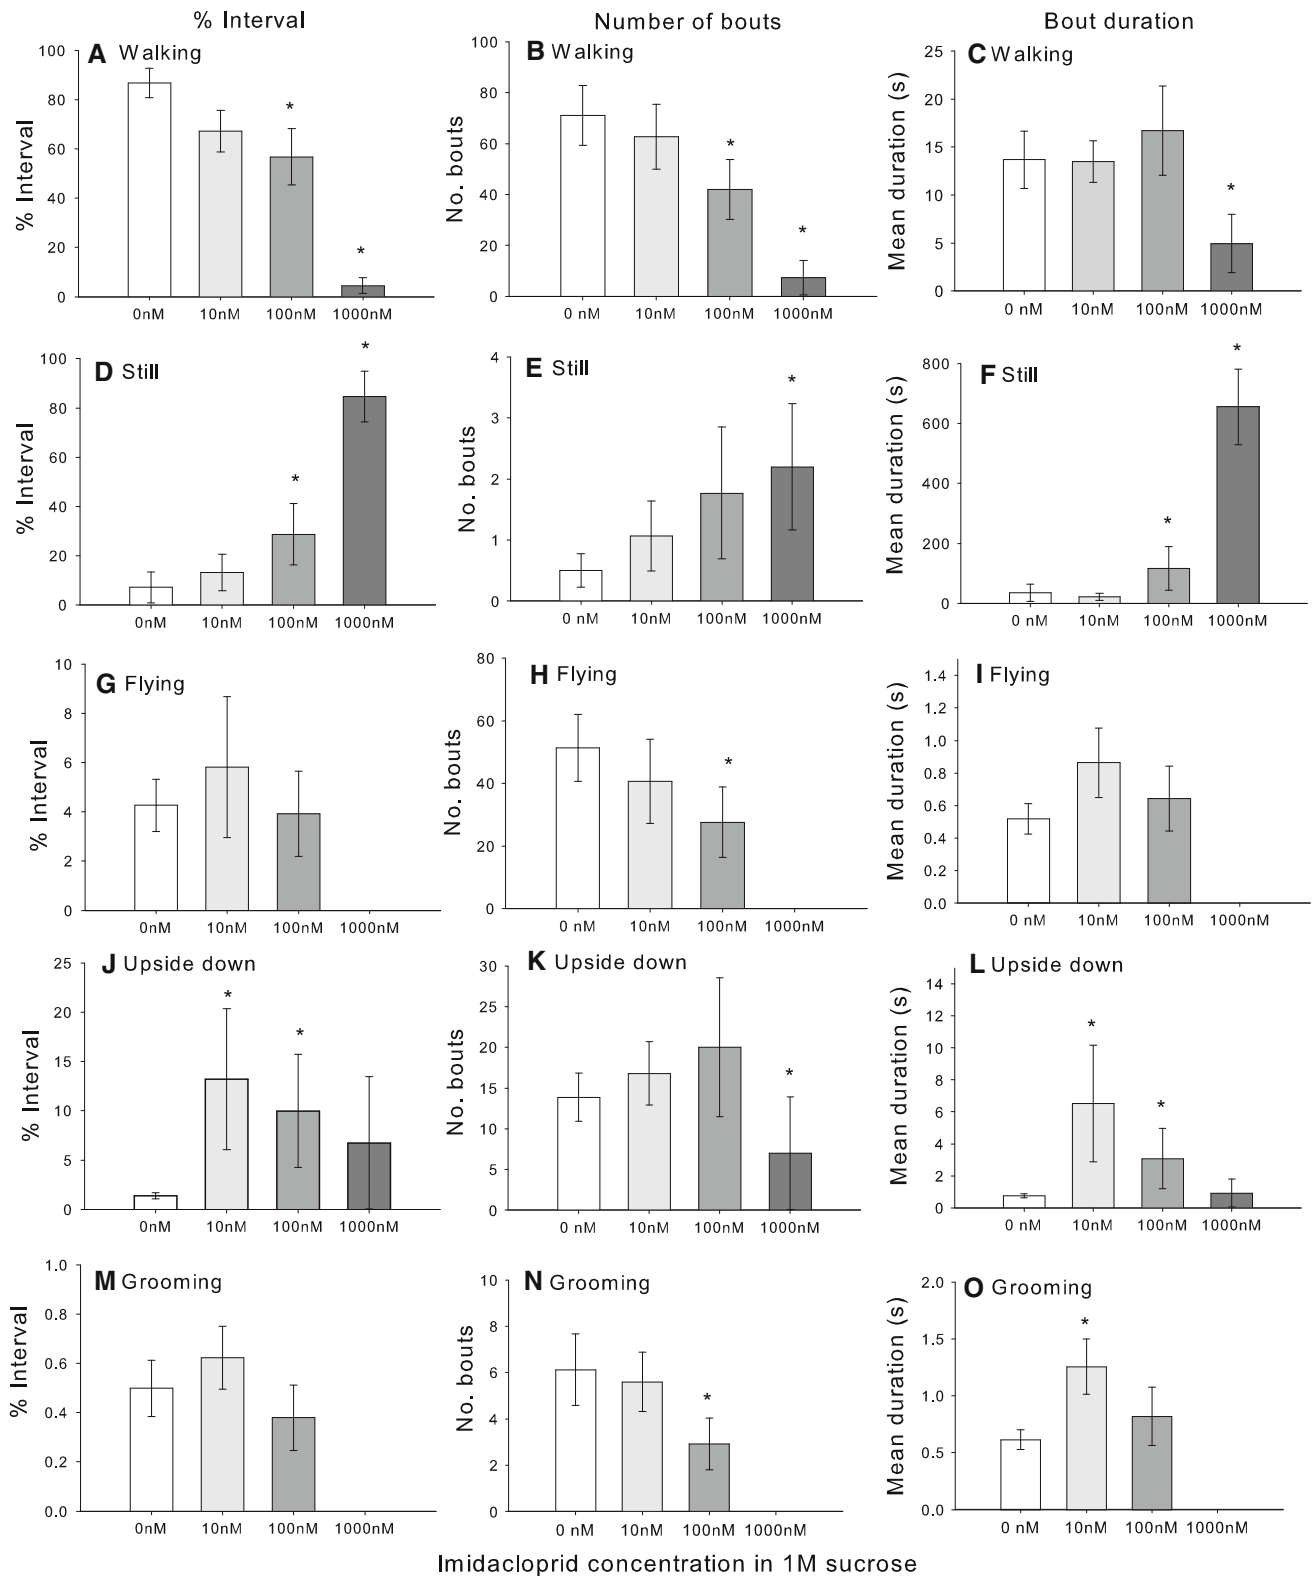 % Interval Number of bouts Bout duration
A Walking
% Interval
100
80
60
40
20
0
*
*
0nM 10nM 100nM 1000nM
B Walking
No. bouts
100
80
60
40
20
0
*
*
0 nM 10nM 100nM 1000nM
C Walking
Mean duration (s)
25
20
15
10
5
0
*
0 nM 10nM 100nM 1000nM
D Still
% Interval
100
80
60
40
20
0
*
*
0nM 10nM 100nM 1000nM
E Still
No. bouts
4
3
2
1
0
*
0 nM 10nM 100nM 1000nM
F Still
Mean duration (s)
800
600
400
200
0
*
*
0 nM 10nM 100nM 1000nM
G Flying
% Interval
10
8
6
4
2
0
0nM 10nM 100nM 1000nM
H Flying
No. bouts
80
60
40
20
0
*
0 nM 10nM 100nM 1000nM
I Flying
Mean duration (s)
1.4
1.2
1.0
0.8
0.6
0.4
0.2
0.0
0 nM 10nM 100nM 1000nM
J Upside down
% Interval
25
20
15
10
5
0
*
*
0nM 10nM 100nM 1000nM
K Upside down
No. bouts
30
25
20
15
10
5
0
*
0 nM 10nM 100nM 1000nM
L Upside down
Mean duration (s)
14
12
10
8
6
4
2
0
*
*
0 nM 10nM 100nM 1000nM
M Grooming
% Interval
1.0
0.8
0.6
0.4
0.2
0.0
0nM 10nM 100nM 1000nM
N Grooming
No. bouts
10
8
6
4
2
0
*
0 nM 10nM 100nM 1000nM
O Grooming
Mean duration (s)
2.0
1.5
1.0
0.5
0.0
*
0 nM 10nM 100nM 1000nM
Imidacloprid concentration in 1M sucrose